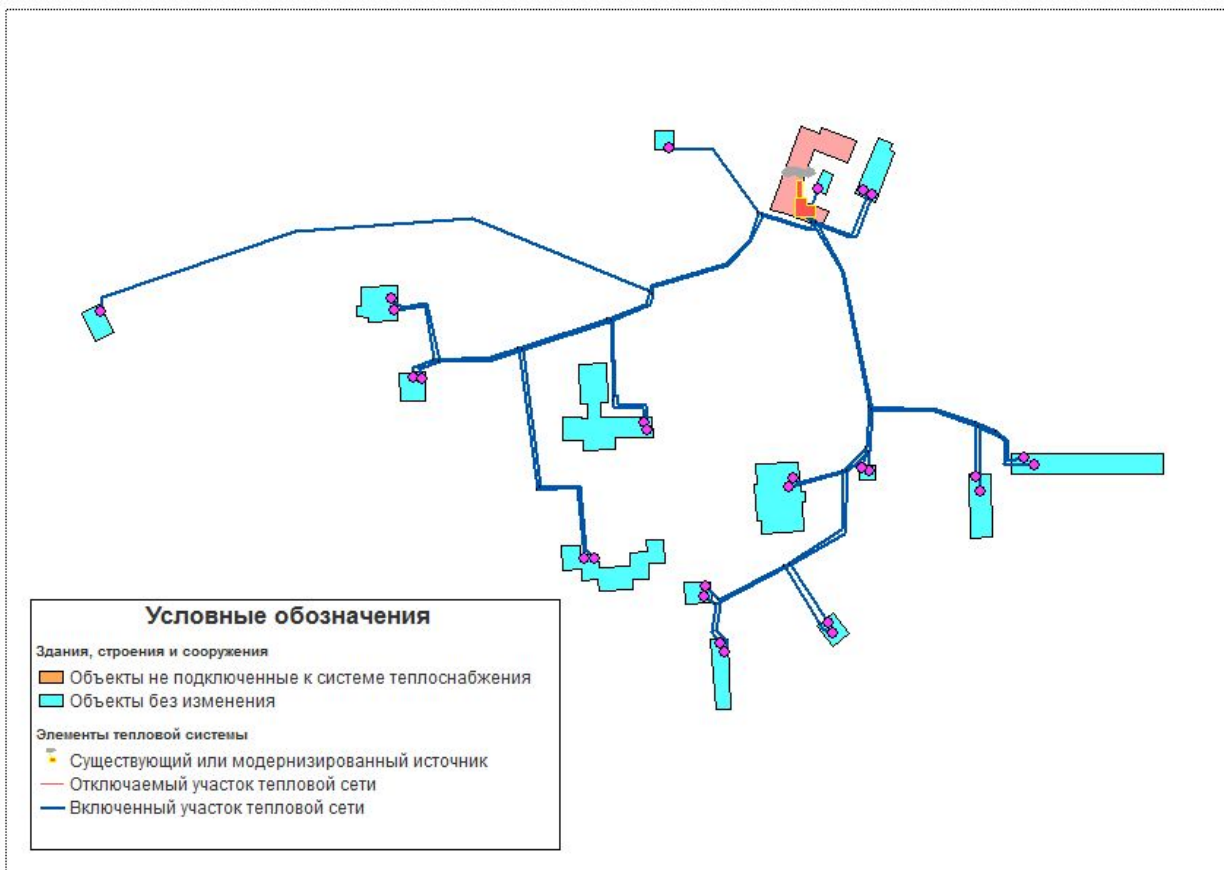 Условные обозначения
Здания, строения и сооружения
Объекты не подключенные к системе теплоснабжения
Объекты без изменения
Элементы тепловой системы
Существующий или модернизированный источник
Отключаемый участок тепловой сети
Включенный участок тепловой сети